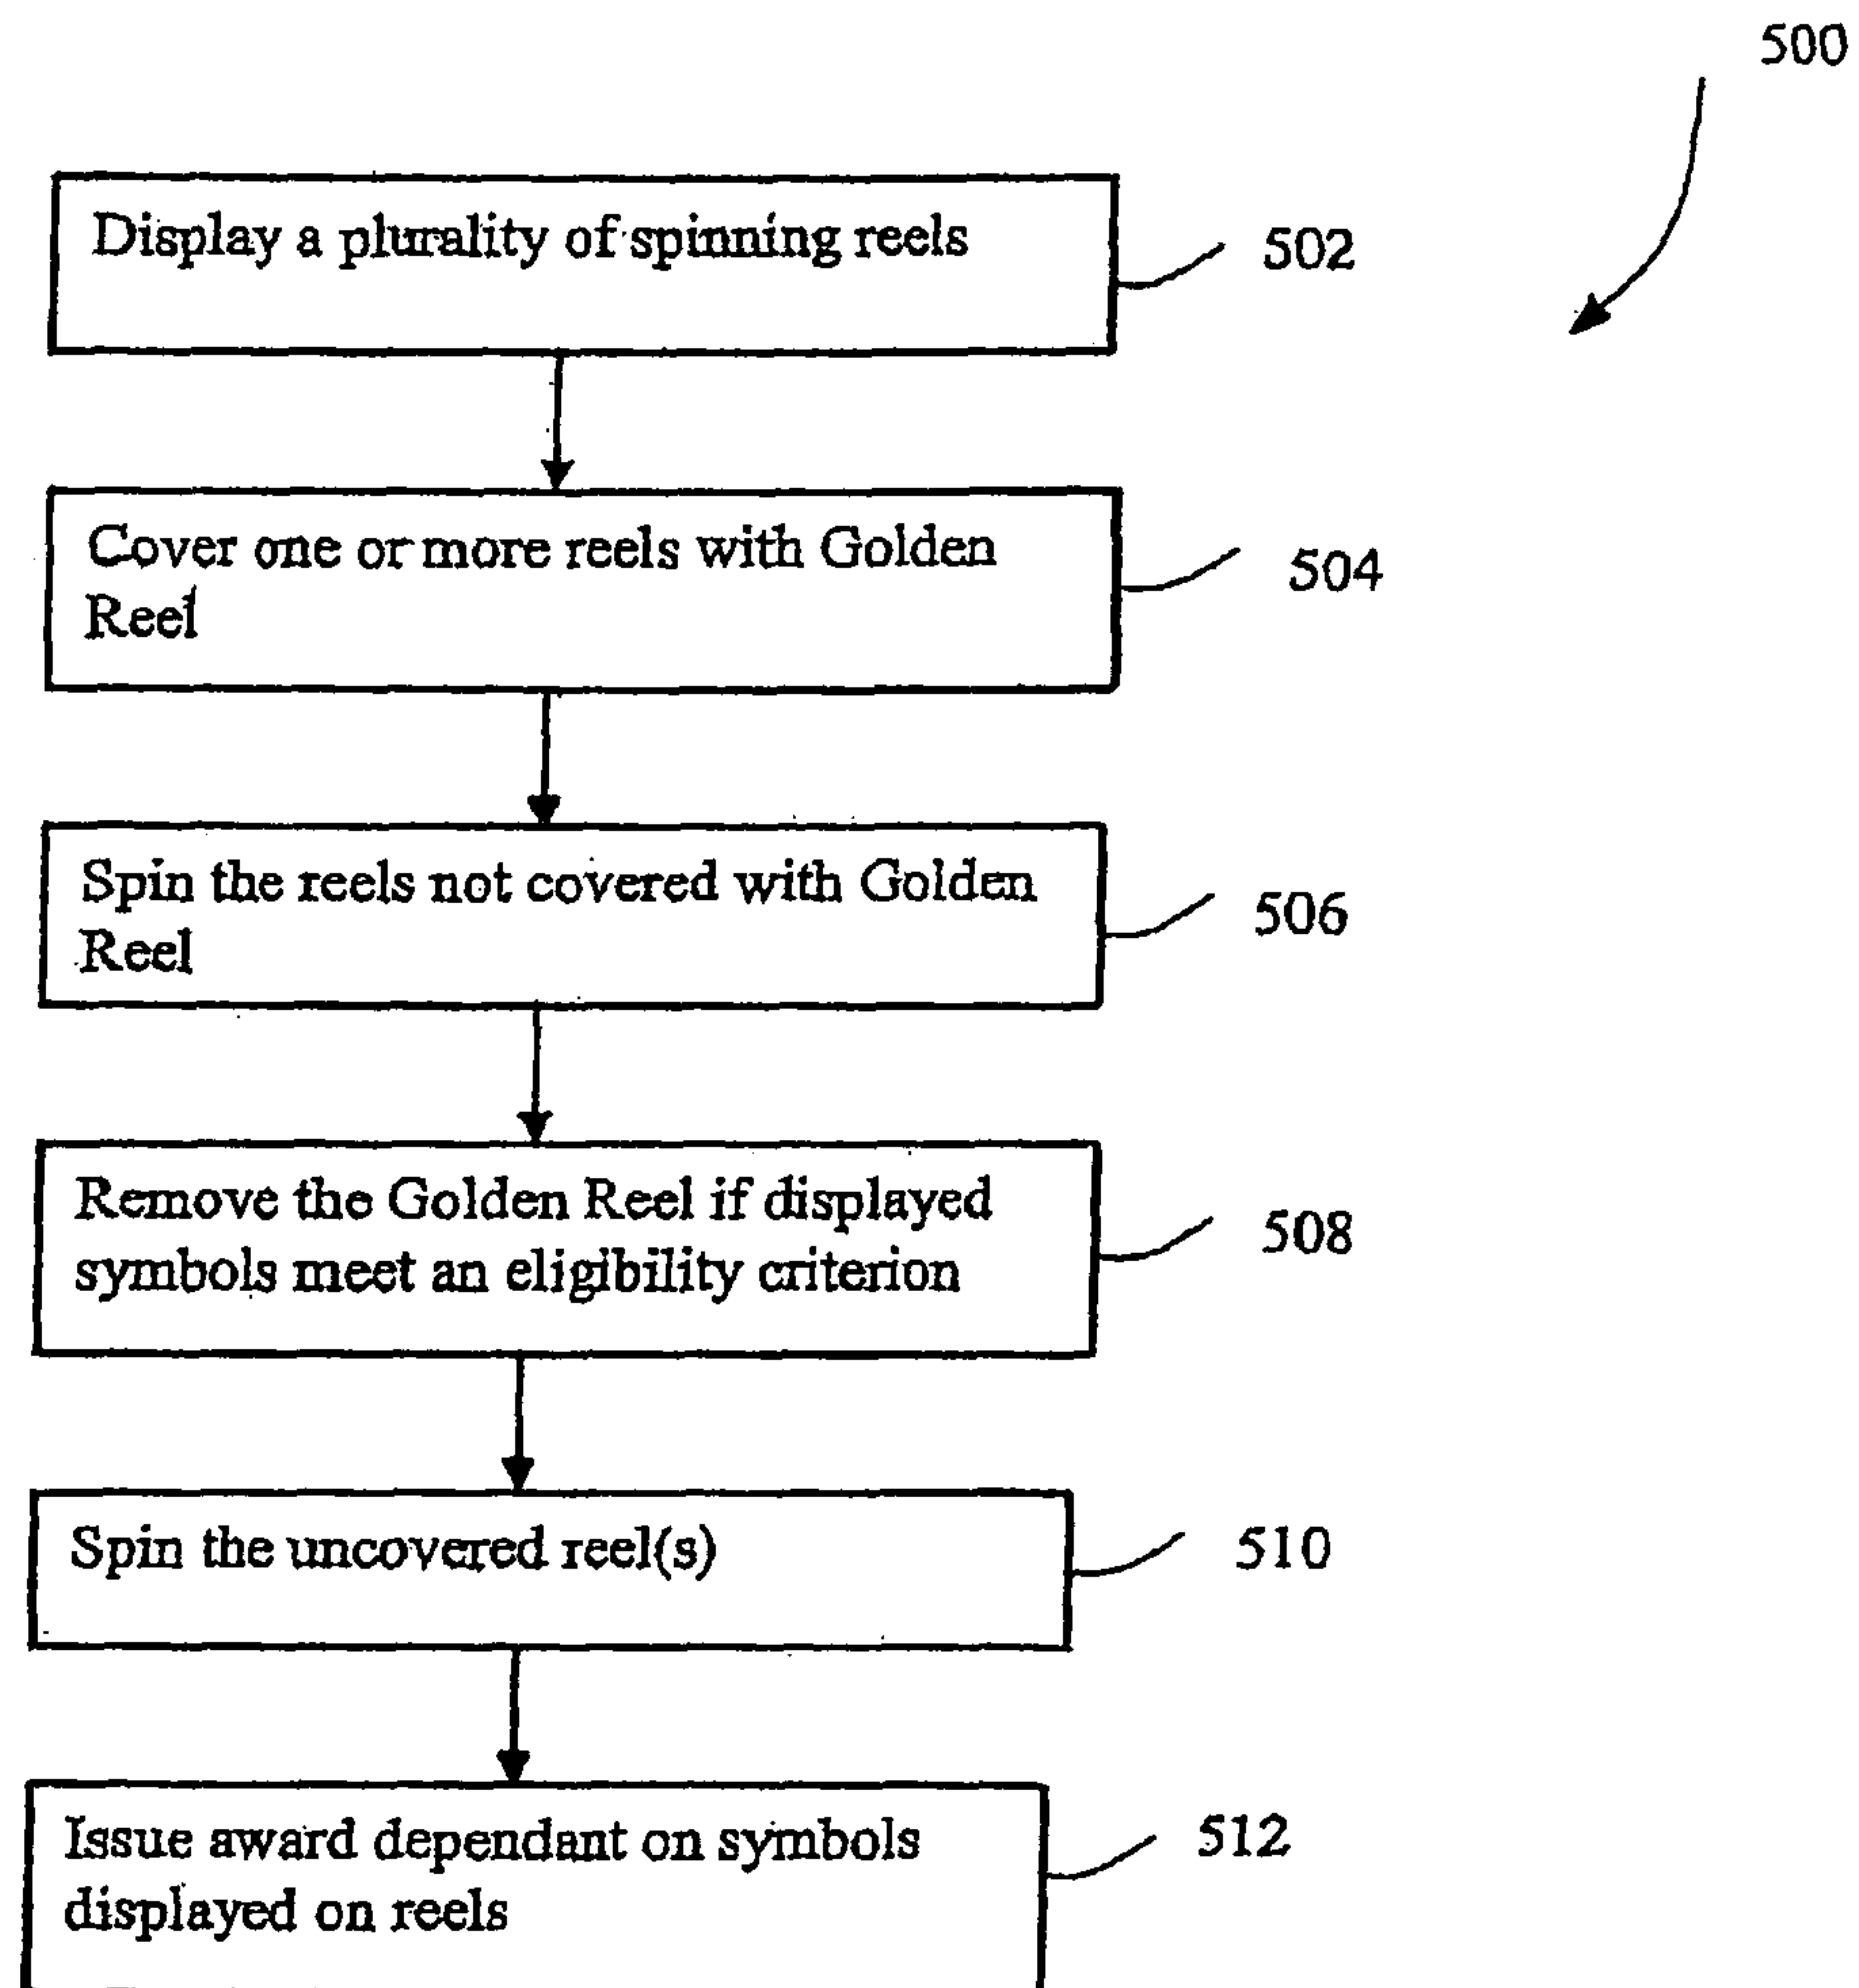 500
Display a plurality of spinning reels
502
Cover one or more reels with Golden
Reel
504
Spin the reels not covered with Golden
Reel
506
Remove the Golden Reel if displayed
symbols meet an eligibility criterion
508
Spin the uncovered reel(s)
510
Issue award dependant on symbols
displayed on reels
512